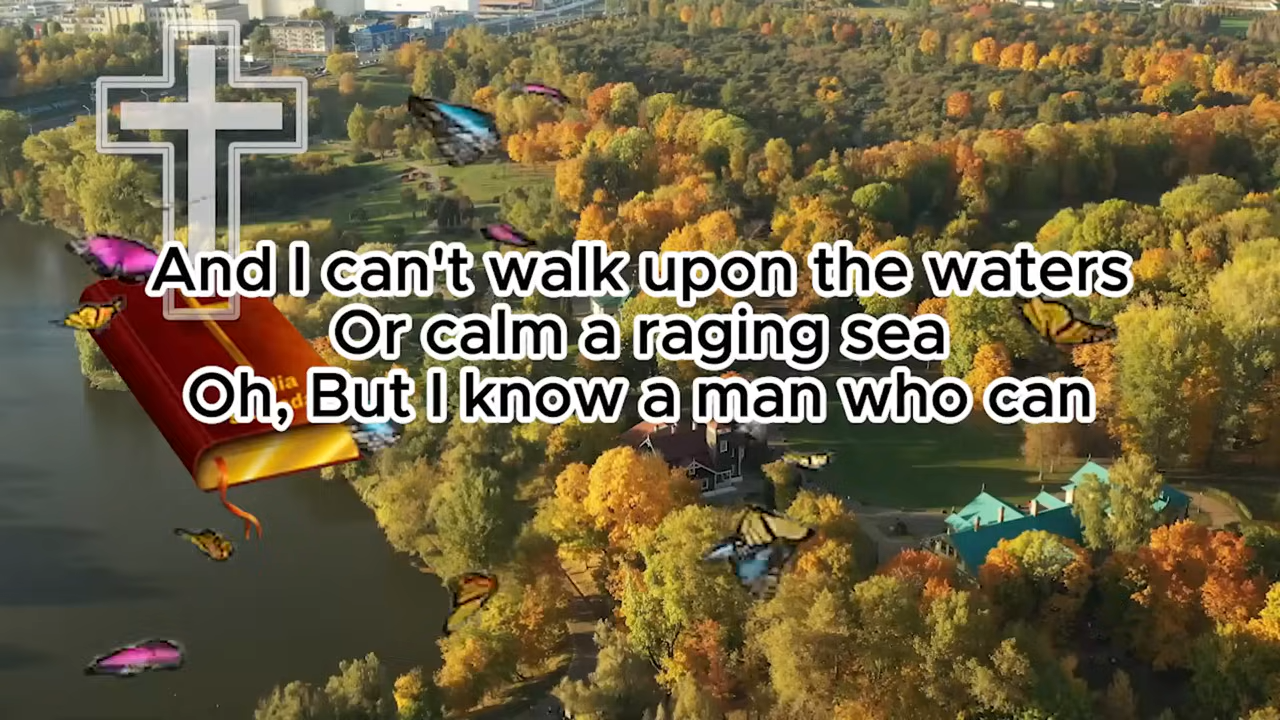 And I can't walk upon the waters
Or calm a raging sea
Oh, But I know a man who can